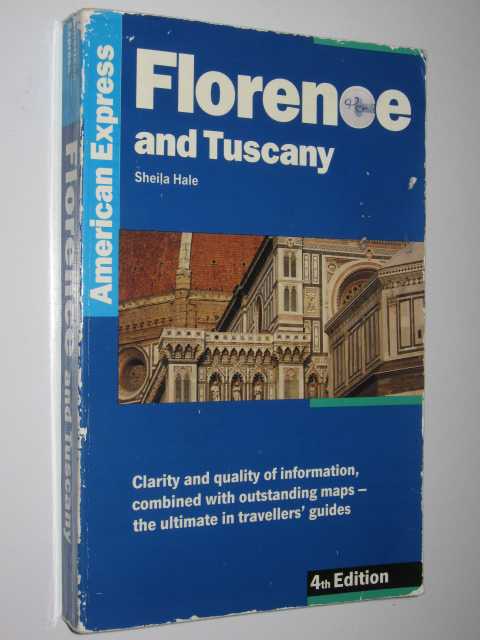 American Express
Florence
and Tuscany
Sheila Hale
Clarity and quality of information,
combined with outstanding maps –
the ultimate in travellers' guides
4th Edition
Florence and Tuscany